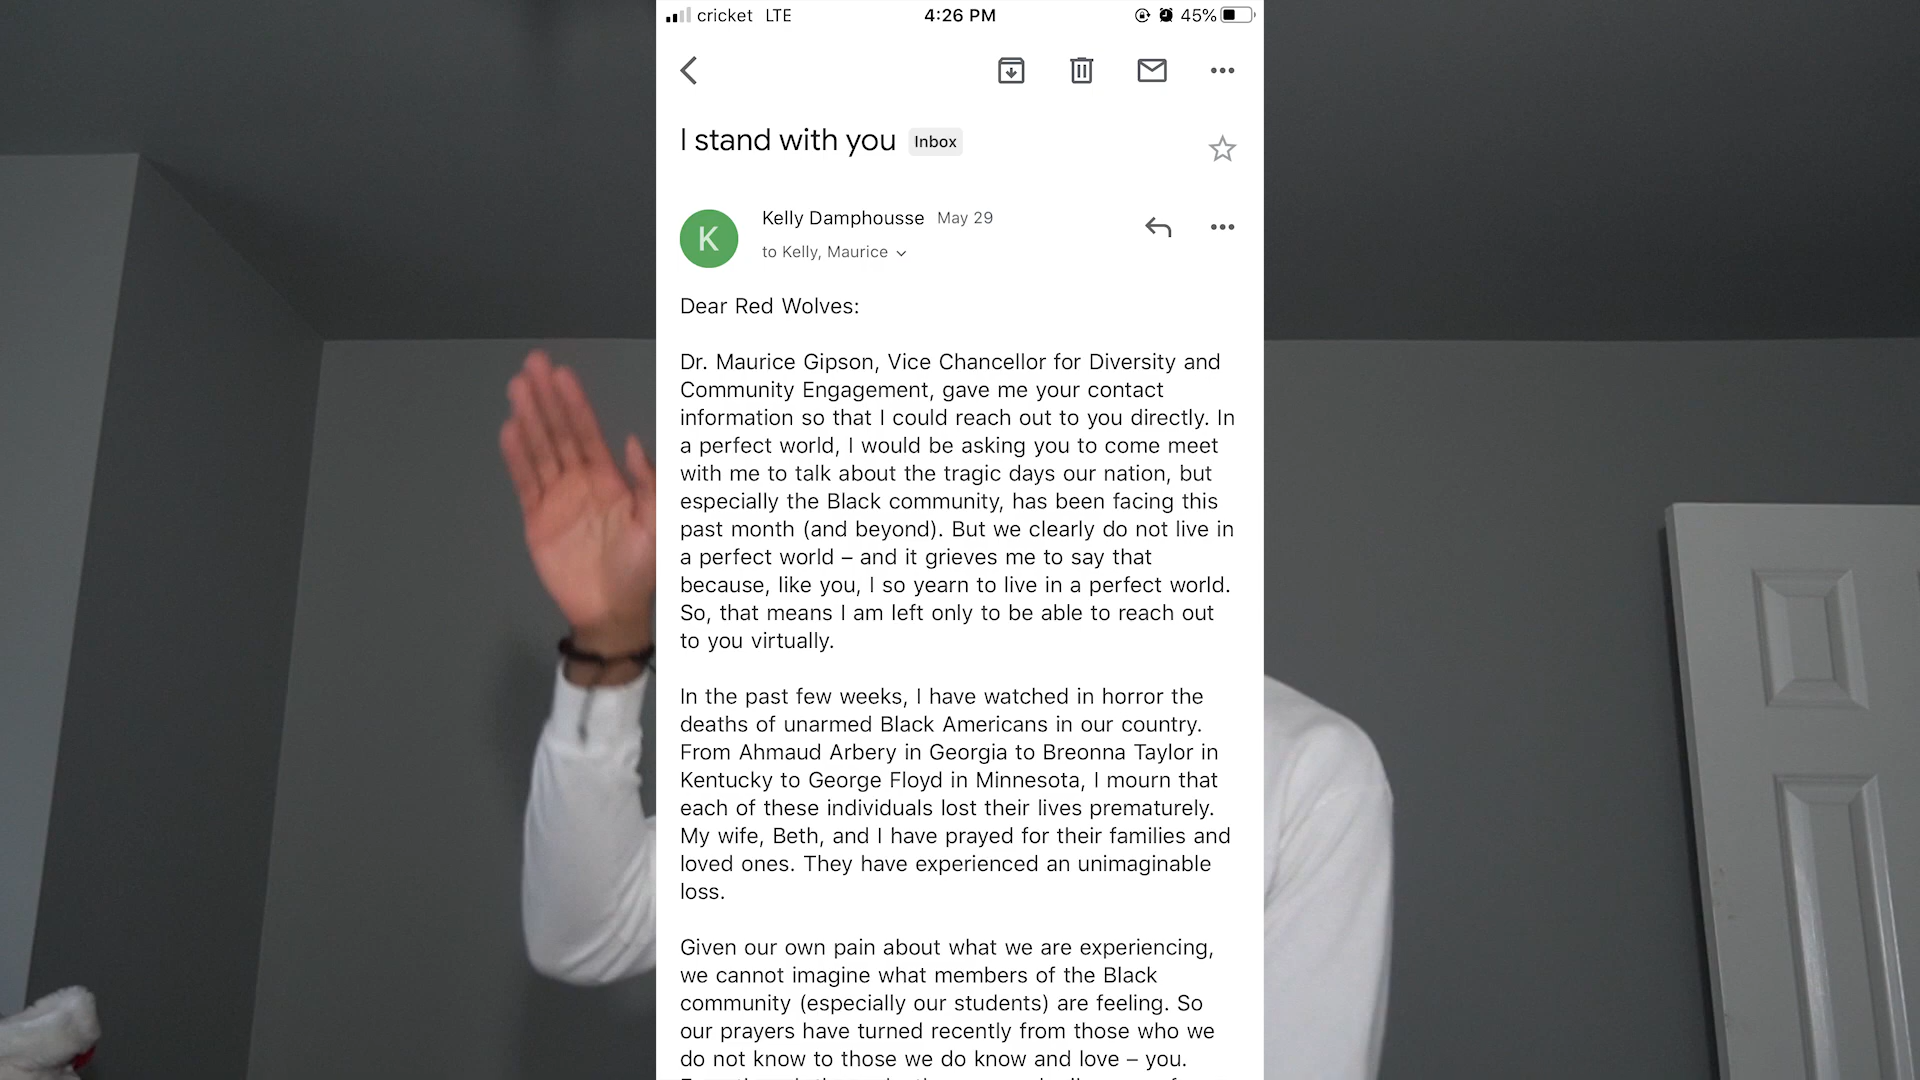 cricket LTE 4:26 PM 45%
I stand with you Inbox
Kelly Damphousse May 29
K
to Kelly, Maurice
Dear Red Wolves:
Dr. Maurice Gipson, Vice Chancellor for Diversity and
Community Engagement, gave me your contact
information so that I could reach out to you directly. In
a perfect world, I would be asking you to come meet
with me to talk about the tragic days our nation, but
especially the Black community, has been facing this
past month (and beyond). But we clearly do not live in
a perfect world – and it grieves me to say that
because, like you, I so yearn to live in a perfect world.
So, that means I am left only to be able to reach out
to you virtually.
In the past few weeks, I have watched in horror the
deaths of unarmed Black Americans in our country.
From Ahmaud Arbery in Georgia to Breonna Taylor in
Kentucky to George Floyd in Minnesota, I mourn that
each of these individuals lost their lives prematurely.
My wife, Beth, and I have prayed for their families and
loved ones. They have experienced an unimaginable
loss.
Given our own pain about what we are experiencing,
we cannot imagine what members of the Black
community (especially our students) are feeling. So
our prayers have turned recently from those who we
do not know to those we do know and love – you.